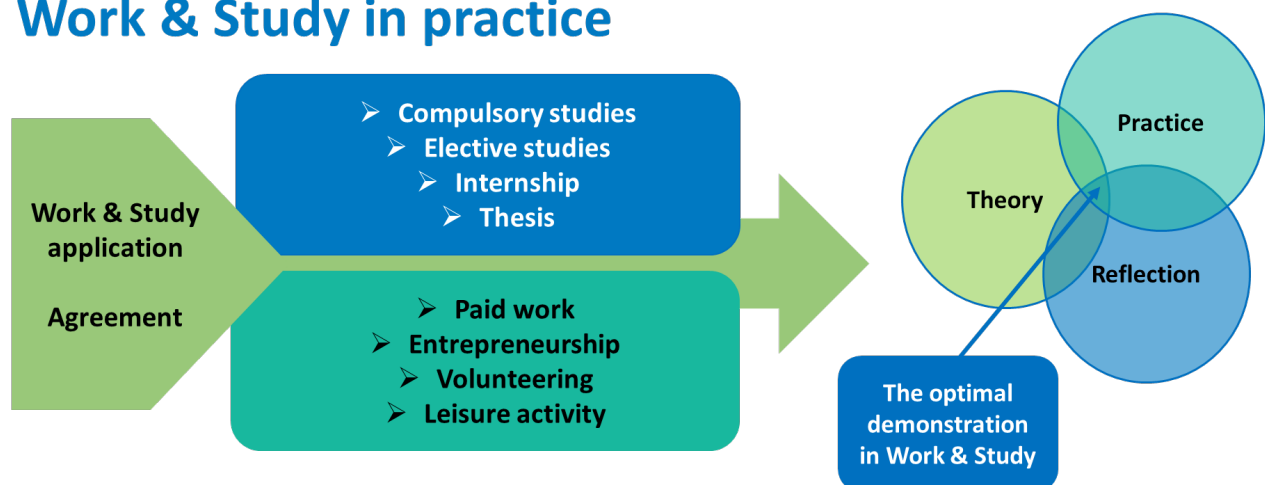 Work & Study in practice
Work & Study
application
Agreement
➢ Compulsory studies
➢ Elective studies
➢ Internship
➢ Thesis
➢ Paid work
➢ Entrepreneurship
➢ Volunteering
➢ Leisure activity
Practice
Theory
Reflection
The optimal
demonstration
in Work & Study